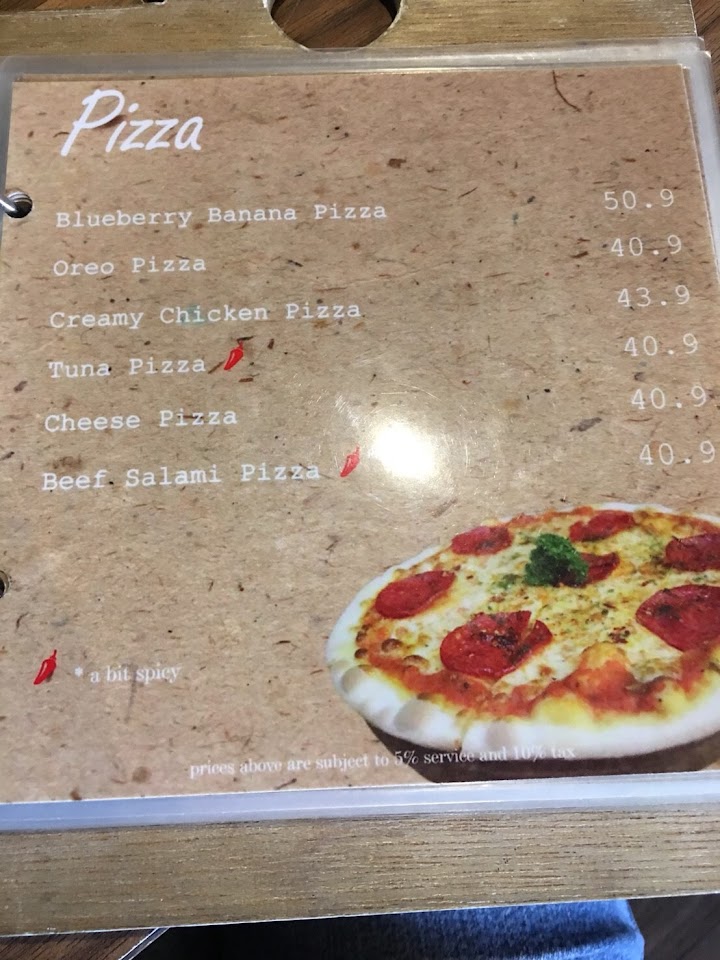 Pizza
Blueberry Banana Pizza 50.9
Oreo Pizza 40.9
Creamy Chicken Pizza 43.9
Tuna Pizza 40.9
Cheese Pizza 40.9
Beef Salami Pizza 40.9
* a bit spicy
prices above are subject to 5% service and 10% tax